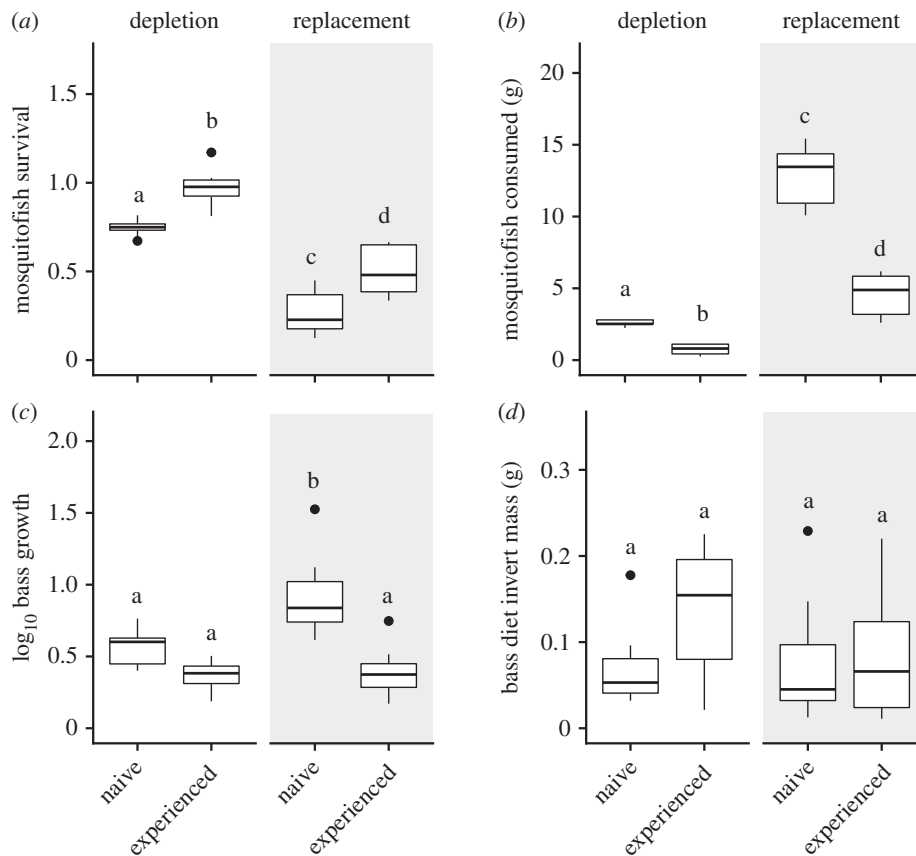 (a) depletion replacement
mosquitofish survival
1.5
1.0
0.5
0
a
b
c
d
(b) depletion replacement
mosquitofish consumed (g)
20
15
10
5
0
a
b
c
d
(c)
log10 bass growth
2.0
1.5
1.0
0.5
0
a
a
b
a
naive
experienced
naive
experienced
(d)
bass diet invert mass (g)
0.3
0.2
0.1
0
a
a
a
a
naive
experienced
naive
experienced